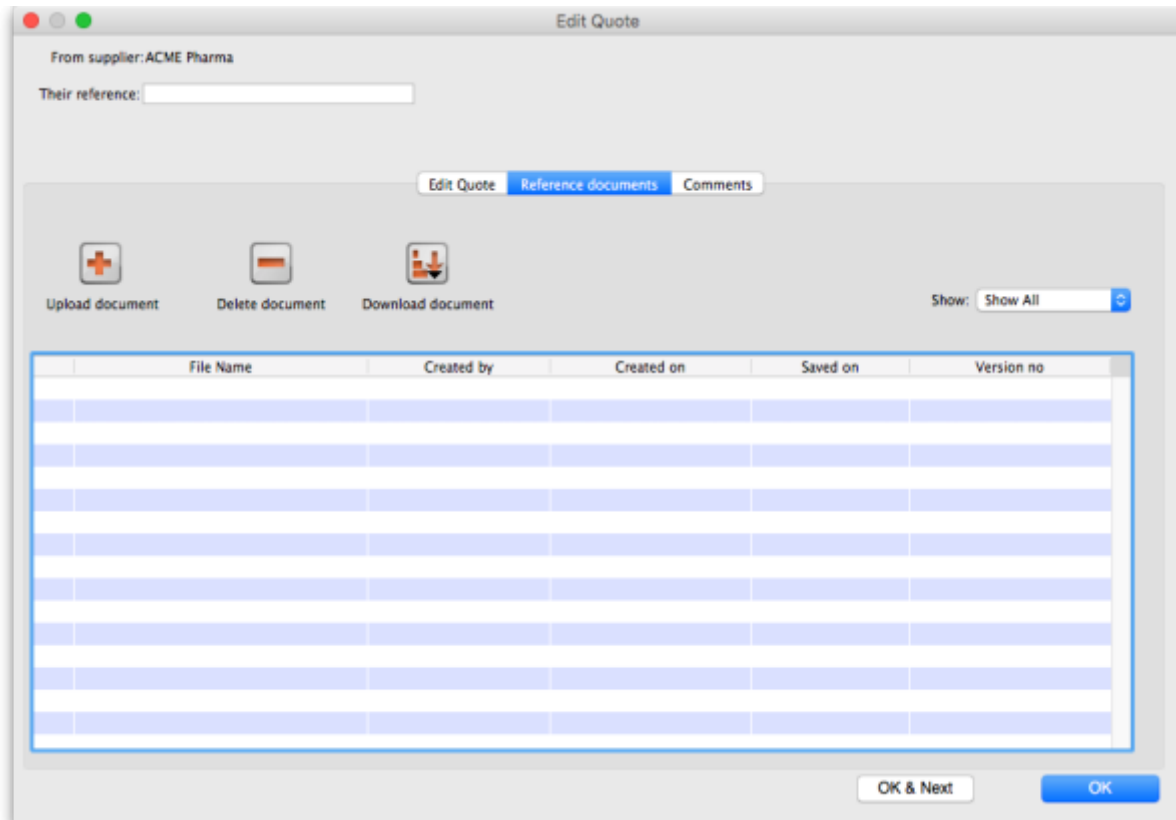 Edit Quote
From supplier:ACME Pharma
Their reference:
Edit Quote Reference documents Comments
Upload document Delete document Download document
Show: Show All
File Name Created by Created on Saved on Version no
OK & Next OK